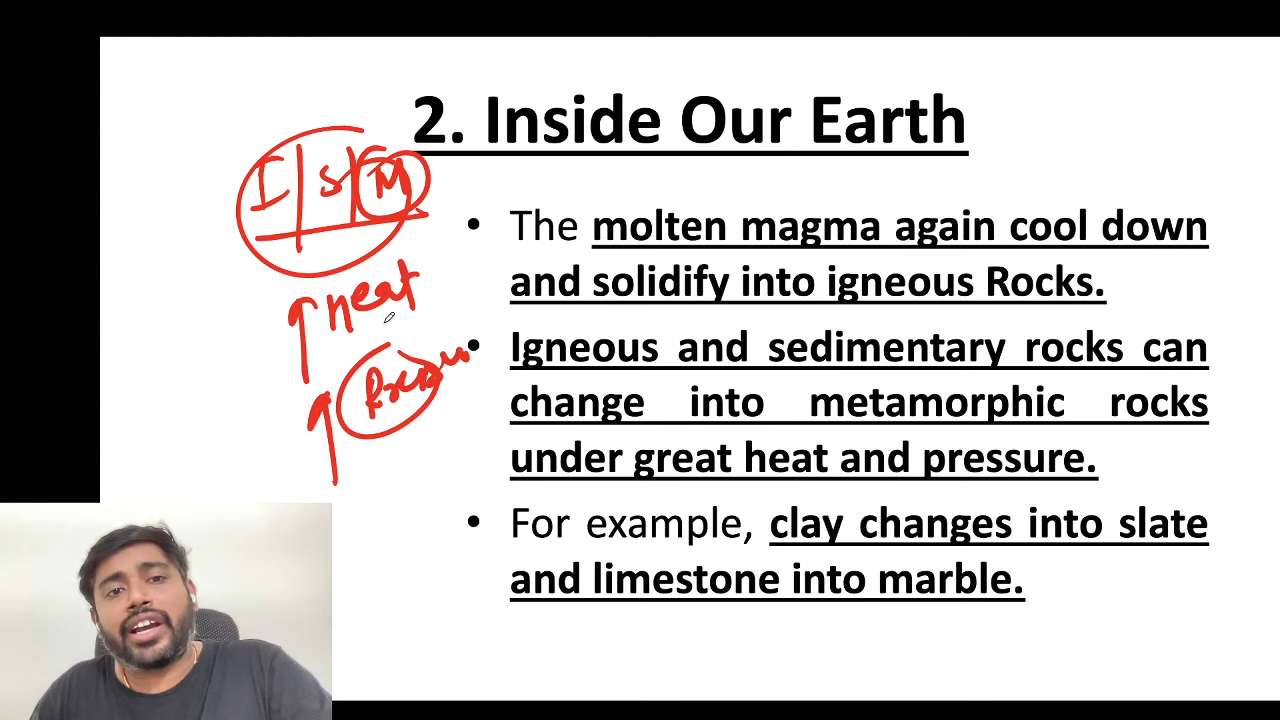 2. Inside Our Earth
I | S | M
↑ heat
↑
• The molten magma again cool down
and solidify into igneous Rocks.
• Igneous and sedimentary rocks can
change into metamorphic rocks
under great heat and pressure.
• For example, clay changes into slate
and limestone into marble.